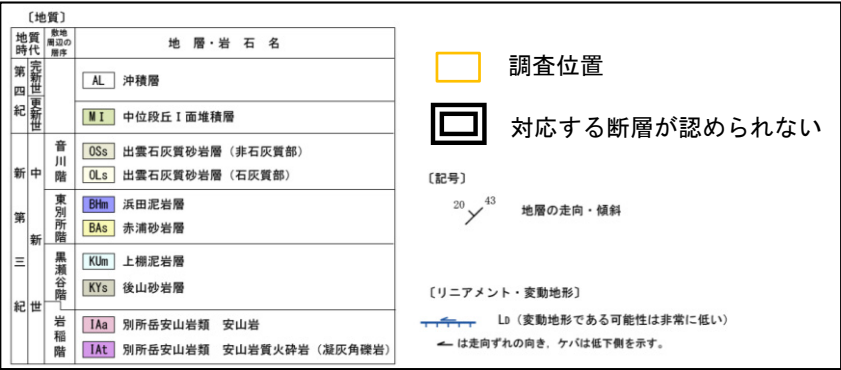 〔地質〕
地質時代
敷地周辺の層序
地層・岩石名
第四紀
完新世
AL 沖積層
更新世
MⅠ 中位段丘Ⅰ面堆積層
新第三紀
中新世
音川階
OSs 出雲石灰質砂岩層（非石灰質部）
OLs 出雲石灰質砂岩層（石灰質部）
東別所階
BHm 浜田泥岩層
BAs 赤浦砂岩層
黒瀬谷階
KUm 上棚泥岩層
KYs 後山砂岩層
岩稲階
IAa 別所岳安山岩類 安山岩
IAt 別所岳安山岩類 安山岩質火砕岩（凝灰角礫岩）
調査位置
対応する断層が認められない
〔記号〕
20 43 地層の走向・傾斜
〔リニアメント・変動地形〕
LD（変動地形である可能性は非常に低い）
は走向ずれの向き，ケバは低下側を示す。